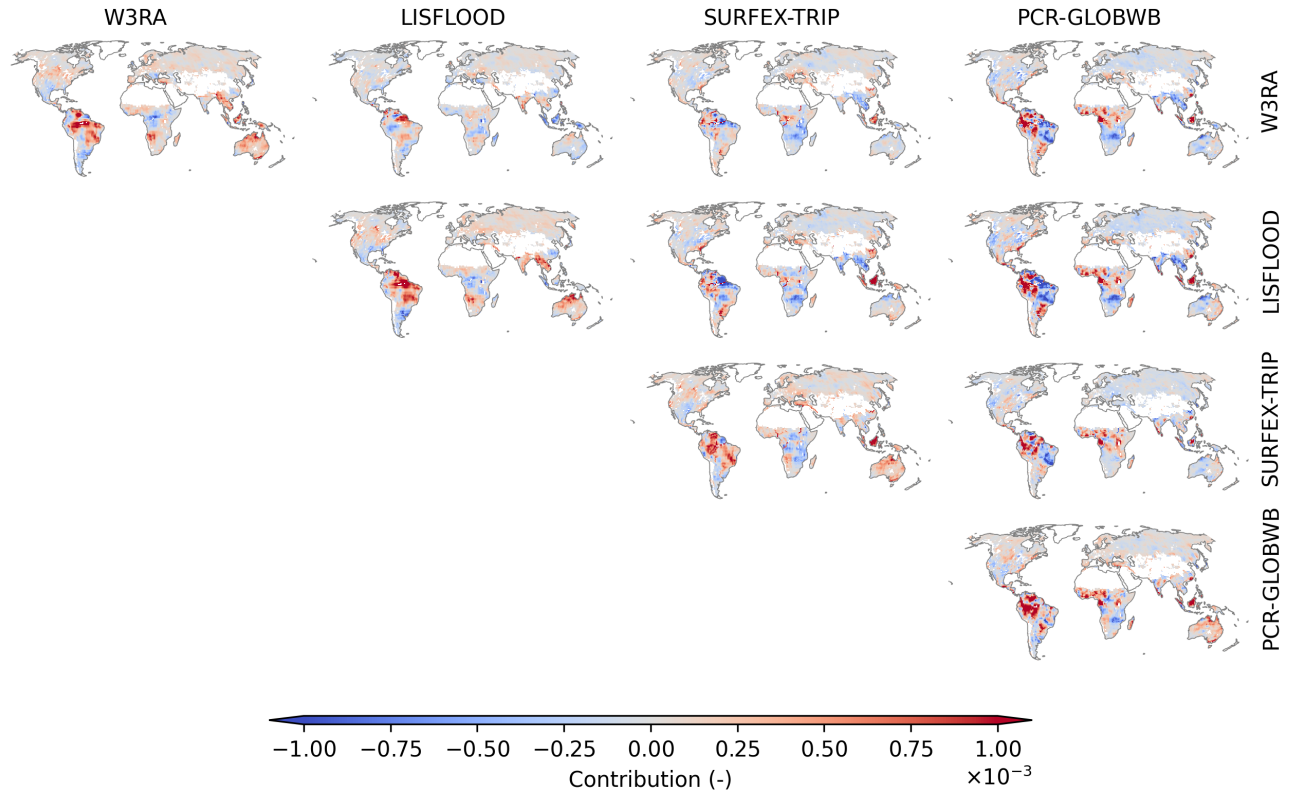 W3RA LISFLOOD SURFEX-TRIP PCR-GLOBWB
W3RA
LISFLOOD
SURFEX-TRIP
PCR-GLOBWB
−1.00 −0.75 −0.50 −0.25 0.00 0.25 0.50 0.75 1.00
Contribution (-)
×10⁻³